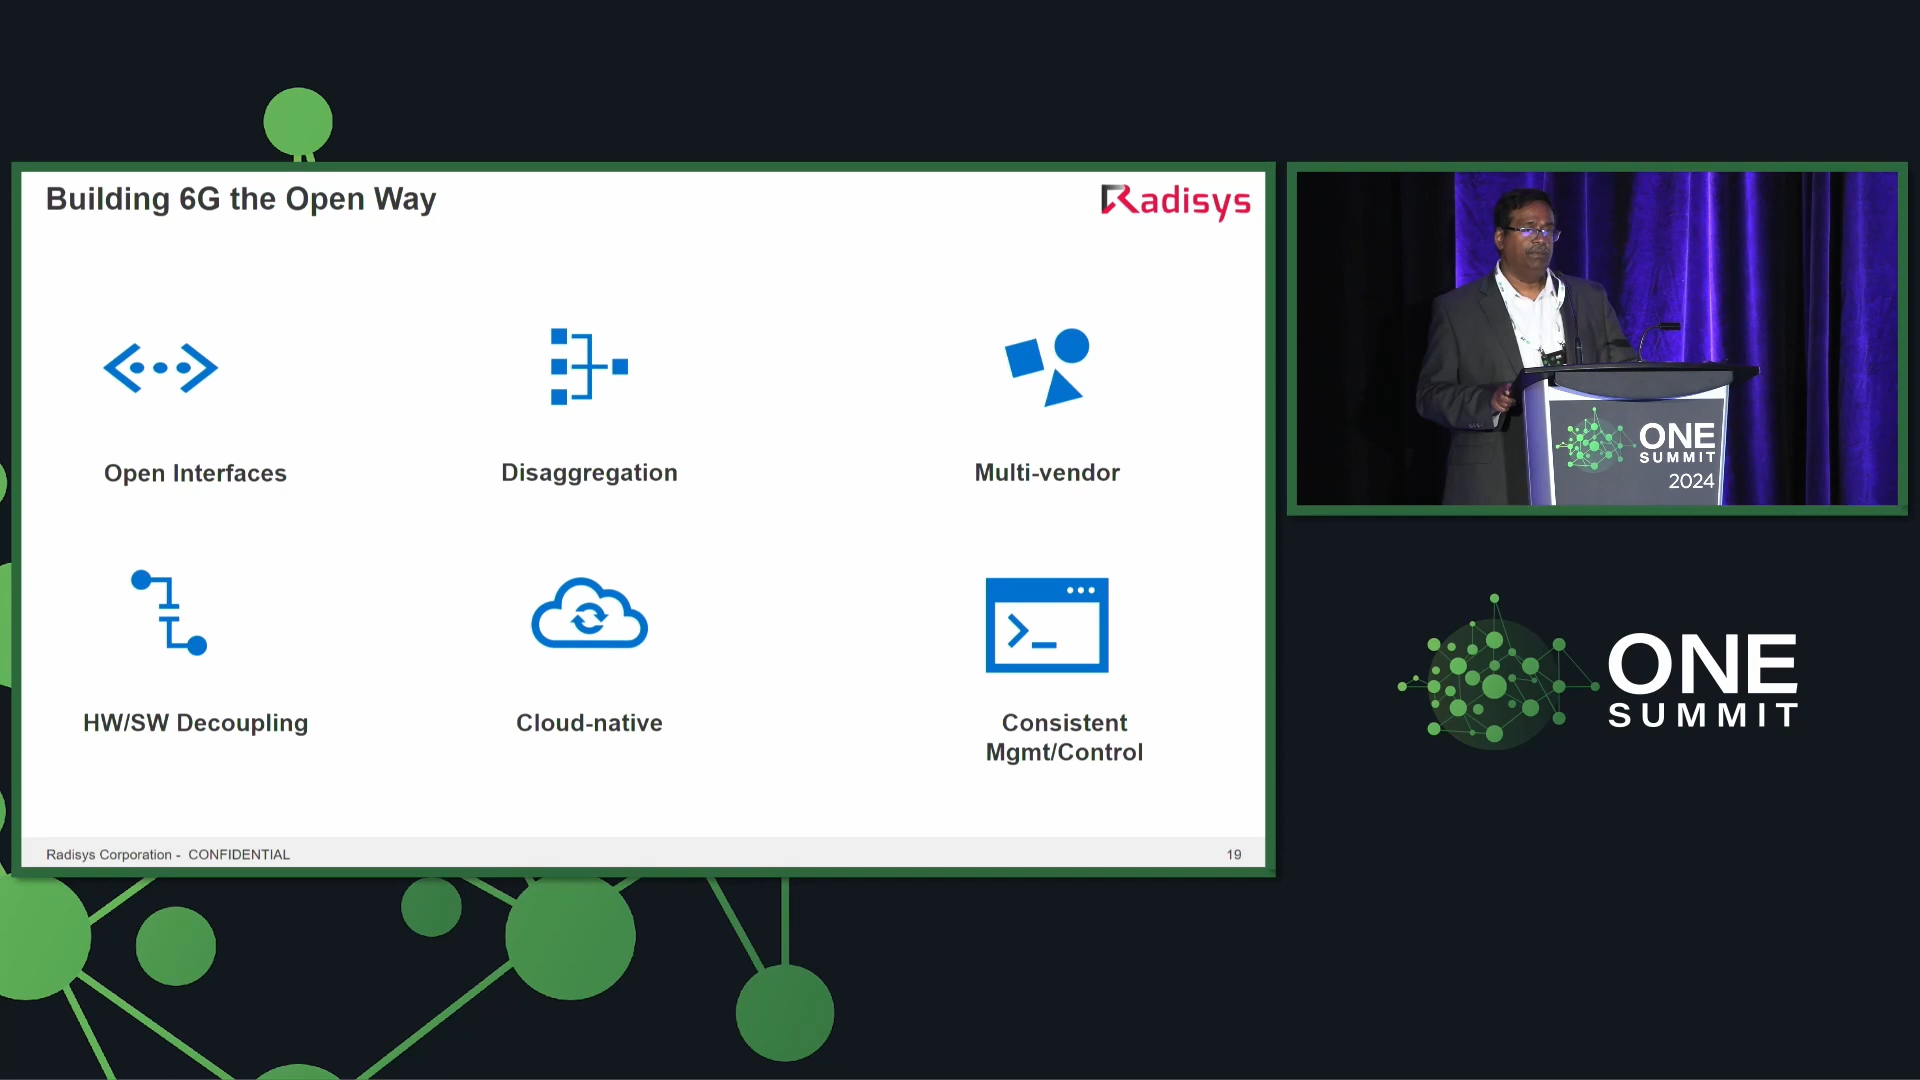 Building 6G the Open Way
Radisys
Open Interfaces
Disaggregation
Multi-vendor
HW/SW Decoupling
Cloud-native
Consistent
Mgmt/Control
Radisys Corporation - CONFIDENTIAL
19
ONE
SUMMIT
2024
ONE
SUMMIT